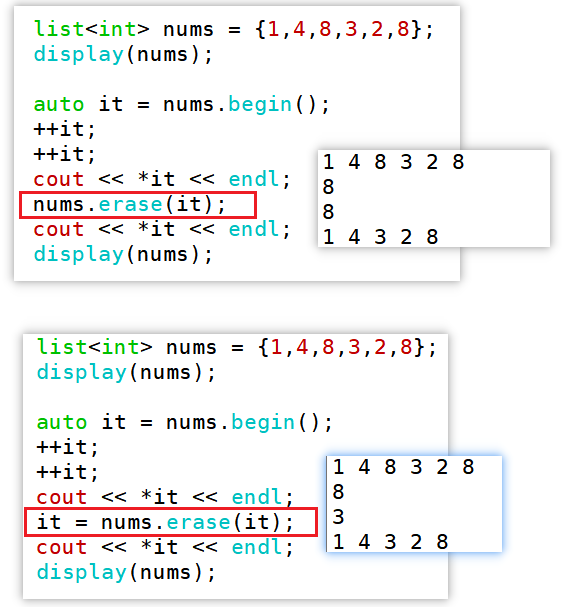 list<int> nums = {1,4,8,3,2,8};
display(nums);
auto it = nums.begin();
++it;
++it;
cout << *it << endl;
nums.erase(it);
cout << *it << endl;
display(nums);
1 4 8 3 2 8
8
8
1 4 3 2 8
list<int> nums = {1,4,8,3,2,8};
display(nums);
auto it = nums.begin();
++it;
++it;
cout << *it << endl;
it = nums.erase(it);
cout << *it << endl;
display(nums);
1 4 8 3 2 8
8
3
1 4 3 2 8